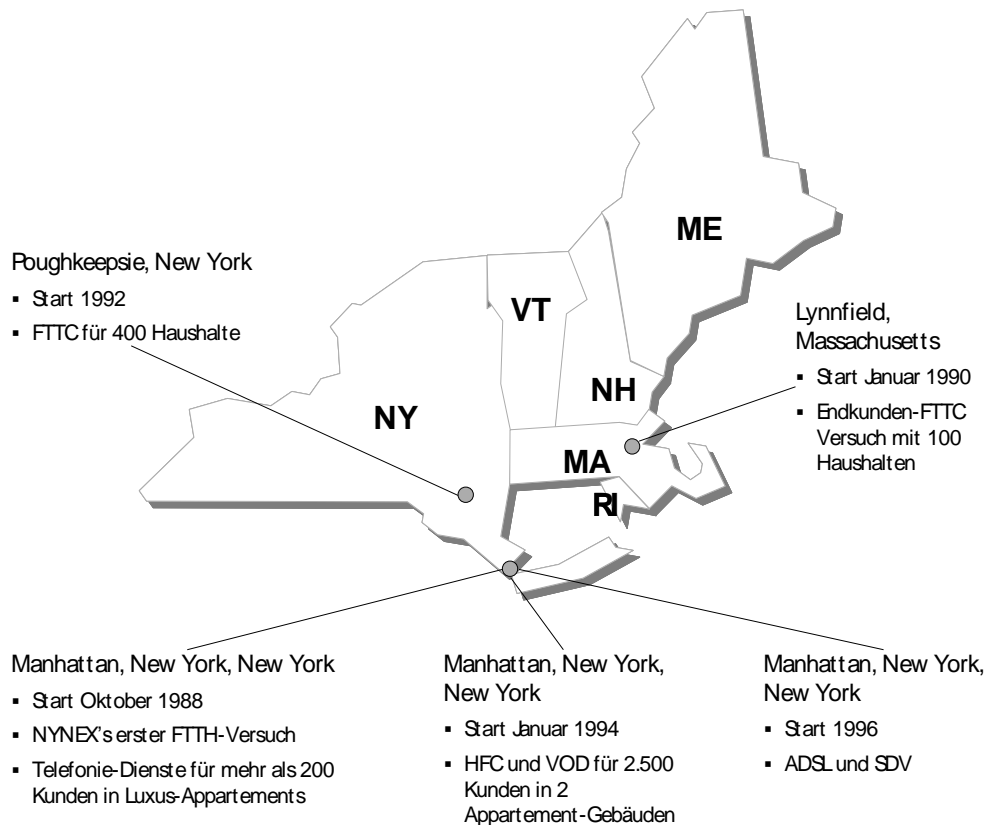 ME
Poughkeepsie, New York
▪ Start 1992
▪ FTTC für 400 Haushalte
VT
Lynnfield,
Massachusetts
▪ Start Januar 1990
▪ Endkunden-FTTC
Versuch mit 100
Haushalten
NH
NY
MA
RI
Manhattan, New York, New York
▪ Start Oktober 1988
▪ NYNEX's erster FTTH-Versuch
▪ Telefonie-Dienste für mehr als 200
Kunden in Luxus-Appartements
Manhattan, New York,
New York
▪ Start Januar 1994
▪ HFC und VOD für 2.500
Kunden in 2
Appartement-Gebäuden
Manhattan, New York,
New York
▪ Start 1996
▪ ADSL und SDV